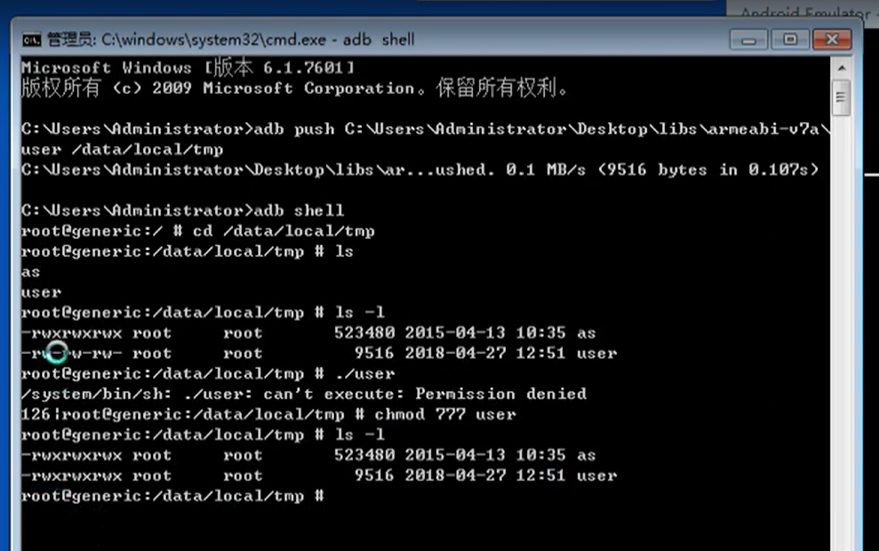 Android Emulator -
管理员: C:\windows\system32\cmd.exe - adb  shell
Microsoft Windows [版本 6.1.7601]
版权所有 (c) 2009 Microsoft Corporation。保留所有权利。
C:\Users\Administrator>adb push C:\Users\Administrator\Desktop\libs\armeabi-v7a\
user /data/local/tmp
C:\Users\Administrator\Desktop\libs\ar...ushed. 0.1 MB/s (9516 bytes in 0.107s)
C:\Users\Administrator>adb shell
root@generic:/ # cd /data/local/tmp
root@generic:/data/local/tmp # ls
as
user
root@generic:/data/local/tmp # ls -l
-rwxrwxrwx root     root       523480 2015-04-13 10:35 as
-rw-rw-rw- root     root         9516 2018-04-27 12:51 user
root@generic:/data/local/tmp # ./user
/system/bin/sh: ./user: can't execute: Permission denied
126|root@generic:/data/local/tmp # chmod 777 user
root@generic:/data/local/tmp # ls -l
-rwxrwxrwx root     root       523480 2015-04-13 10:35 as
-rwxrwxrwx root     root         9516 2018-04-27 12:51 user
root@generic:/data/local/tmp #